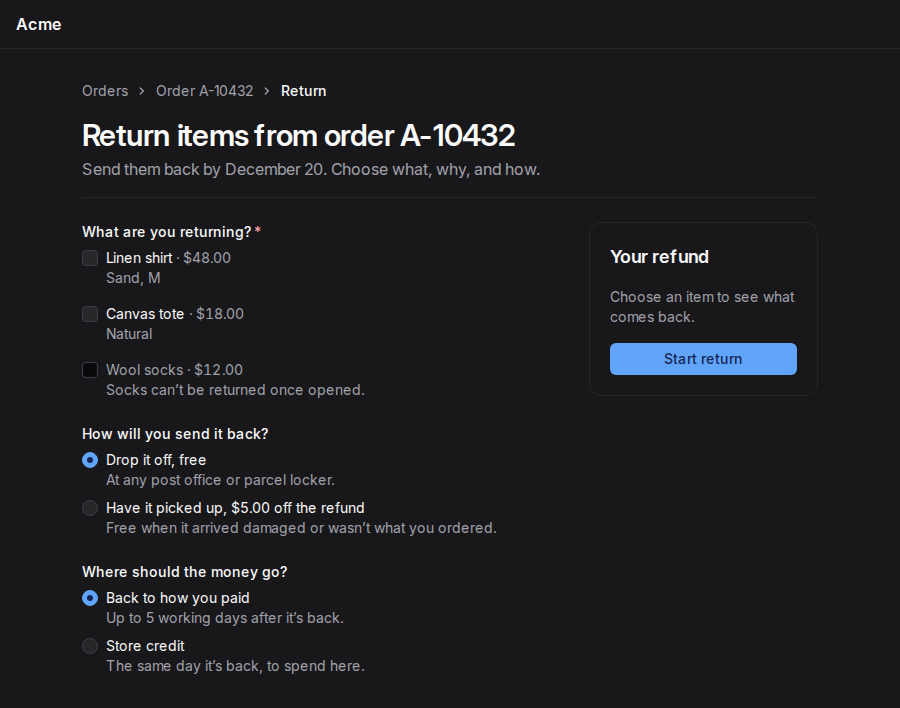 Acme
Orders > Order A-10432 > Return
Return items from order A-10432
Send them back by December 20. Choose what, why, and how.
What are you returning? *
Linen shirt · $48.00
Sand, M
Canvas tote · $18.00
Natural
Wool socks · $12.00
Socks can’t be returned once opened.
How will you send it back?
Drop it off, free
At any post office or parcel locker.
Have it picked up, $5.00 off the refund
Free when it arrived damaged or wasn’t what you ordered.
Where should the money go?
Back to how you paid
Up to 5 working days after it’s back.
Store credit
The same day it’s back, to spend here.
Your refund
Choose an item to see what
comes back.
Start return